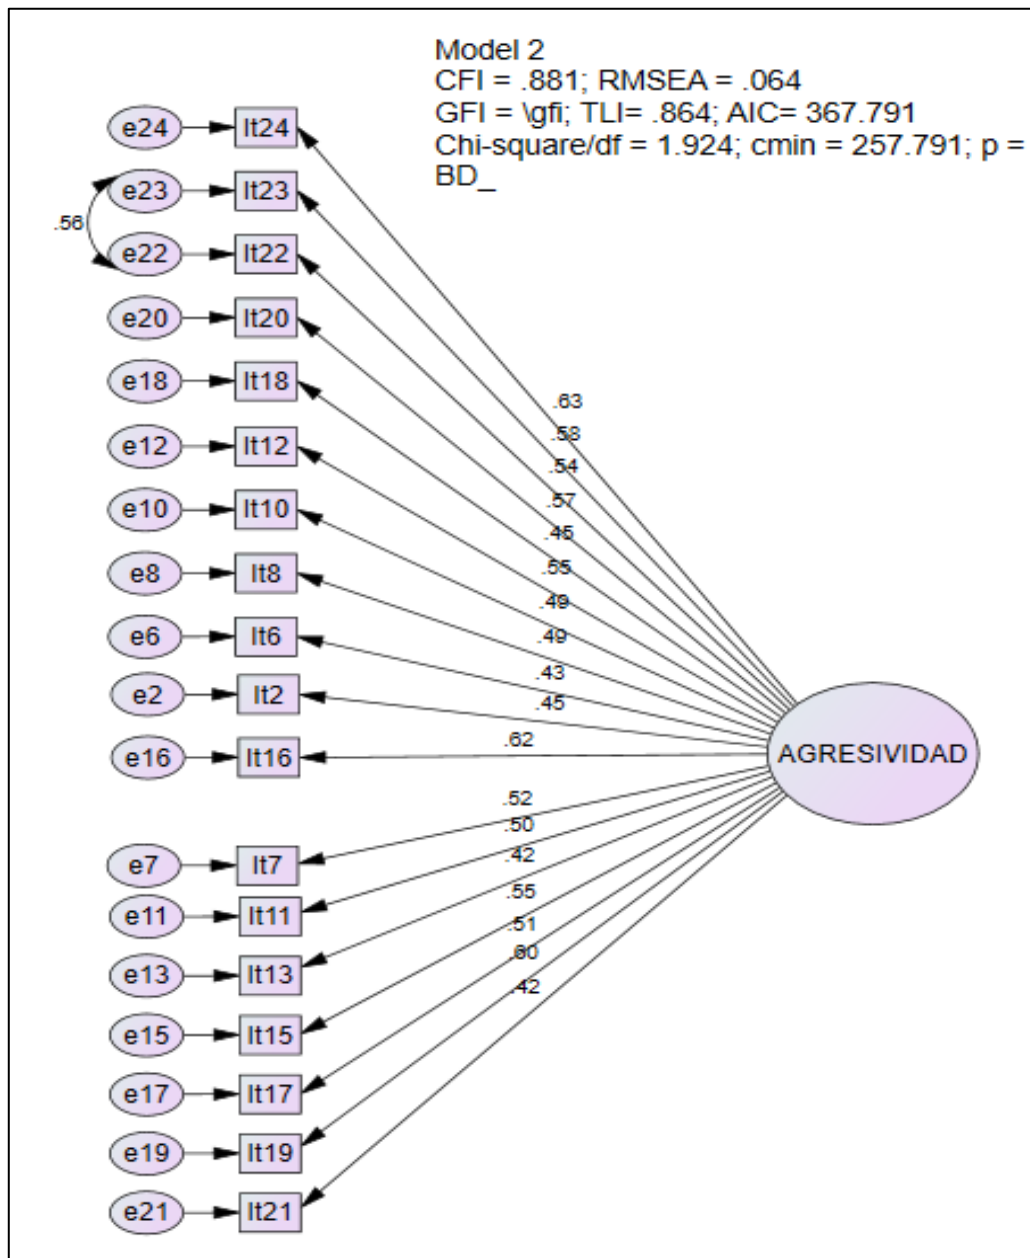 Model 2
CFI = .881; RMSEA = .064
GFI = \gfi; TLI= .864; AIC= 367.791
Chi-square/df = 1.924; cmin = 257.791; p =
BD_
e24 It24
e23 It23
.56
e22 It22
e20 It20
e18 It18
.63
.58
e12 It12
.54
.57
e10 It10
.45
.55
e8 It8
.49
e6 It6
.49
.43
e2 It2
.45
.62
e16 It16
AGRESIVIDAD
.52
.50
e7 It7
.42
.55
e11 It11
.51
.60
e13 It13
.42
e15 It15
e17 It17
e19 It19
e21 It21